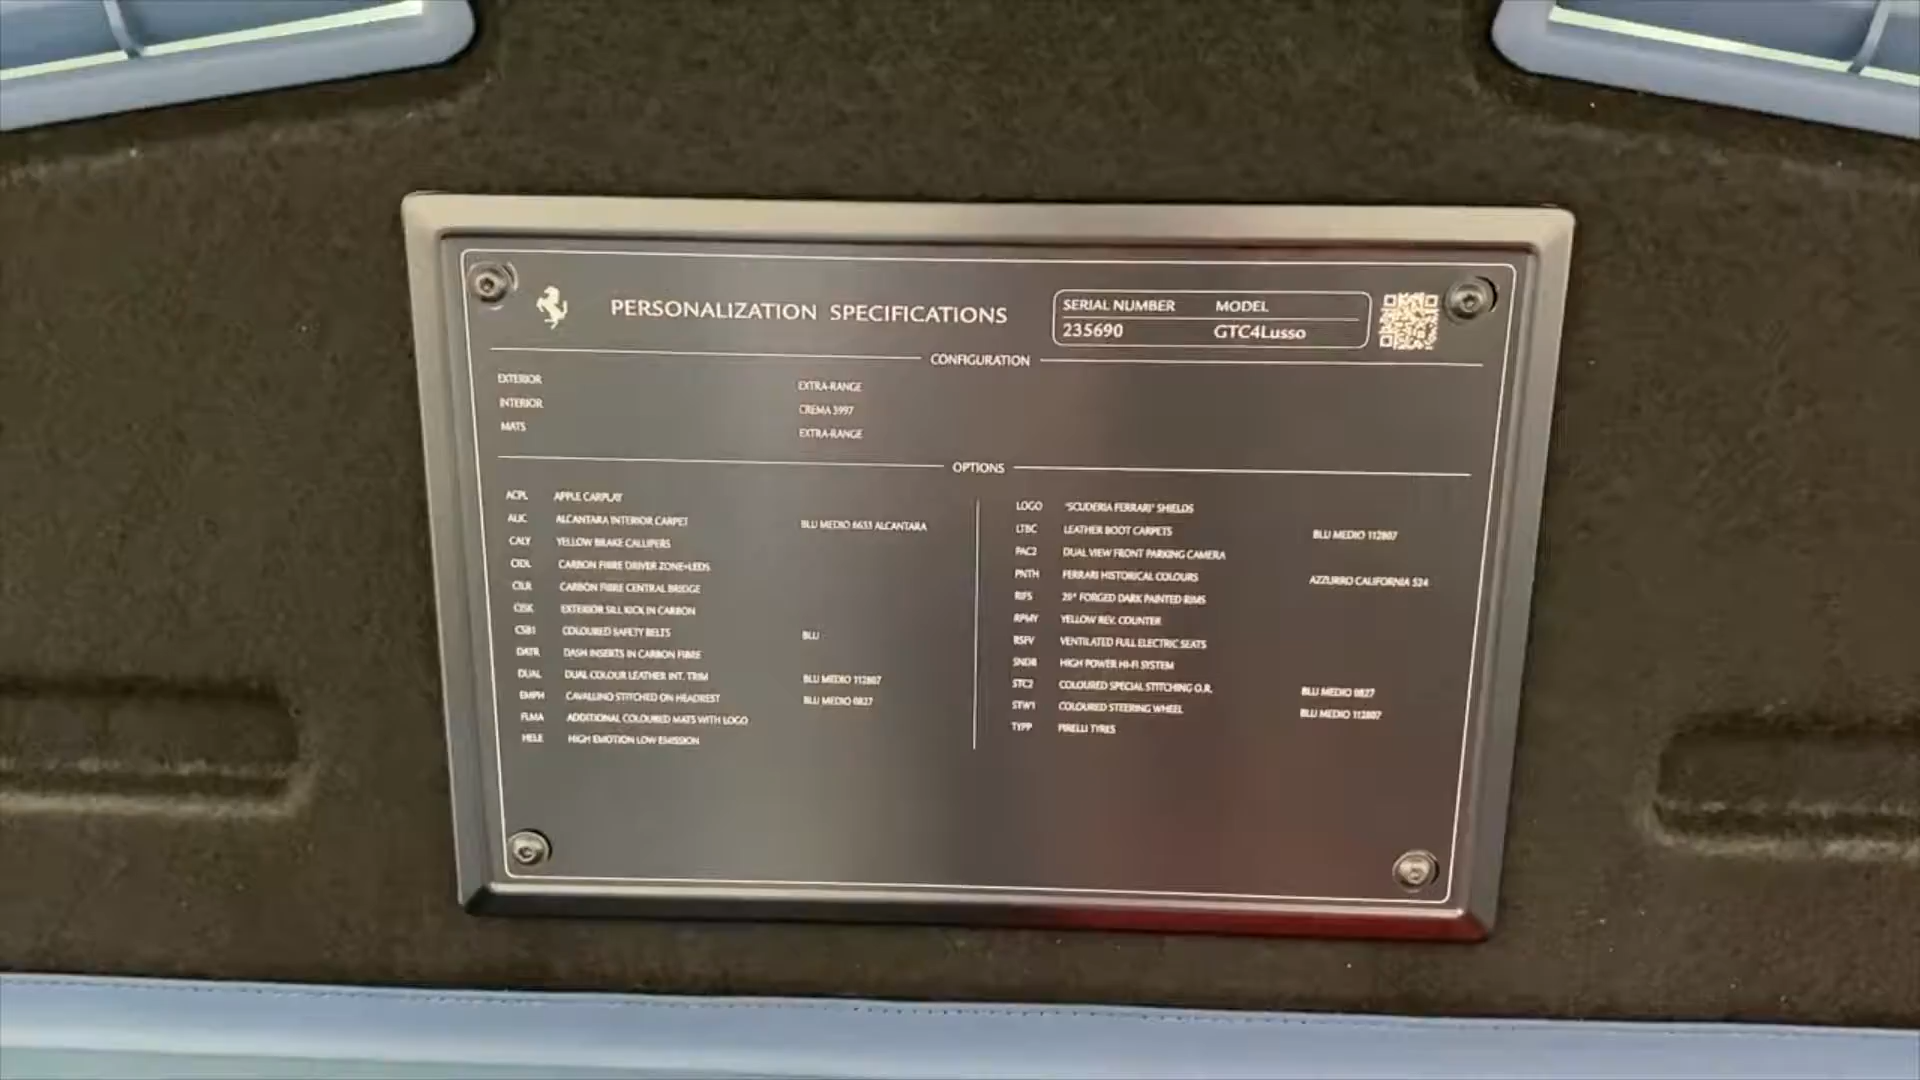 PERSONALIZATION SPECIFICATIONS
SERIAL NUMBER MODEL
235690 GTC4Lusso
CONFIGURATION
EXTERIOR EXTRA-RANGE
INTERIOR CREMA 3997
MATS EXTRA-RANGE
OPTIONS
ACPL APPLE CARPLAY
ALIC ALCANTARA INTERIOR CARPET BLU MEDIO 6633 ALCANTARA
CALY YELLOW BRAKE CALLIPERS
CIDL CARBON FIBRE DRIVER ZONE+LEDS
CILR CARBON FIBRE CENTRAL BRIDGE
CISK EXTERIOR SILL KICK IN CARBON
CSB1 COLOURED SAFETY BELTS BLU
DATR DASH INSERTS IN CARBON FIBRE
DUAL DUAL COLOUR LEATHER INT. TRIM BLU MEDIO 112807
EMPH CAVALLINO STITCHED ON HEADREST BLU MEDIO 0827
FLMA ADDITIONAL COLOURED MATS WITH LOGO
HELE HIGH EMOTION LOW EMISSION
LOGO "SCUDERIA FERRARI" SHIELDS
LTBC LEATHER BOOT CARPETS BLU MEDIO 112807
PAC2 DUAL VIEW FRONT PARKING CAMERA
PNTH FERRARI HISTORICAL COLOURS AZZURRO CALIFORNIA 524
RIFS 20" FORGED DARK PAINTED RIMS
RPMY YELLOW REV. COUNTER
RSFV VENTILATED FULL ELECTRIC SEATS
SNDB HIGH POWER HI-FI SYSTEM
STC2 COLOURED SPECIAL STITCHING O.R. BLU MEDIO 0827
STW1 COLOURED STEERING WHEEL BLU MEDIO 112807
TYPP PIRELLI TYRES